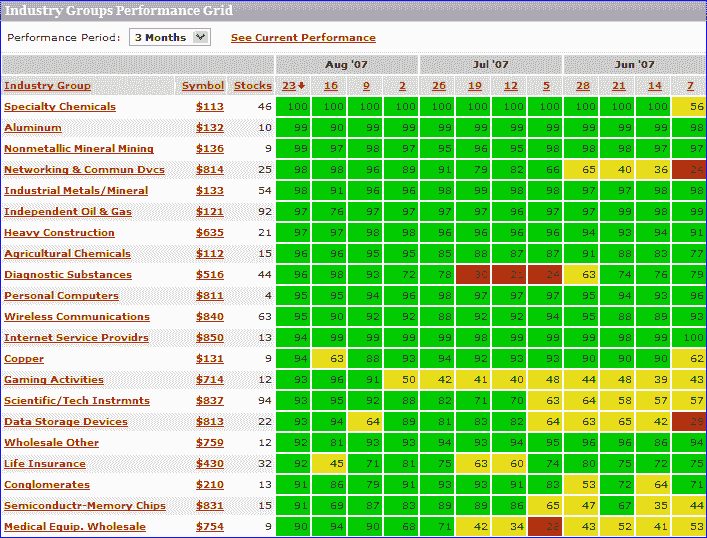 Industry Groups Performance Grid
Performance Period: 3 Months See Current Performance
Aug '07 Jul '07 Jun '07
Industry Group Symbol Stocks 23 16 9 2 26 19 12 5 28 21 14 7
Specialty Chemicals $113 46 100 100 100 100 100 100 100 100 100 100 100 56
Aluminum $132 10 99 90 99 99 99 99 99 99 99 99 99 98
Nonmetallic Mineral Mining $136 9 99 97 98 97 95 96 95 98 98 98 97 97
Networking & Commun Dvcs $814 25 98 98 96 89 91 79 82 66 65 40 36 24
Industrial Metals/Mineral $133 54 98 91 96 96 98 99 98 98 97 97 98 98
Independent Oil & Gas $121 92 97 76 97 97 97 97 96 97 97 99 98 99
Heavy Construction $635 21 97 97 98 98 96 96 96 96 94 93 94 91
Agricultural Chemicals $112 15 96 96 95 95 85 88 87 87 91 88 83 77
Diagnostic Substances $516 44 96 98 93 72 78 30 21 24 63 74 76 79
Personal Computers $811 4 95 95 94 96 98 97 97 97 95 94 93 96
Wireless Communications $840 63 95 90 92 92 88 92 92 94 95 88 89 93
Internet Service Providrs $850 13 94 99 99 99 99 98 99 99 99 98 99 100
Copper $131 9 94 63 88 93 94 92 93 93 90 90 90 62
Gaming Activities $714 12 93 96 91 50 42 41 40 48 44 48 39 43
Scientific/Tech Instrmnts $837 94 93 95 92 88 82 71 70 63 64 58 57 57
Data Storage Devices $813 22 93 94 64 89 81 83 82 64 63 65 42 29
Wholesale Other $759 12 92 81 93 93 94 93 94 95 96 96 86 94
Life Insurance $430 32 92 45 71 81 75 63 60 74 80 75 72 75
Conglomerates $210 13 91 86 79 91 93 93 91 83 53 72 64 71
Semiconductr-Memory Chips $831 15 91 69 87 83 89 89 86 65 47 67 35 44
Medical Equip. Wholesale $754 9 90 94 90 68 71 42 34 22 43 52 41 53